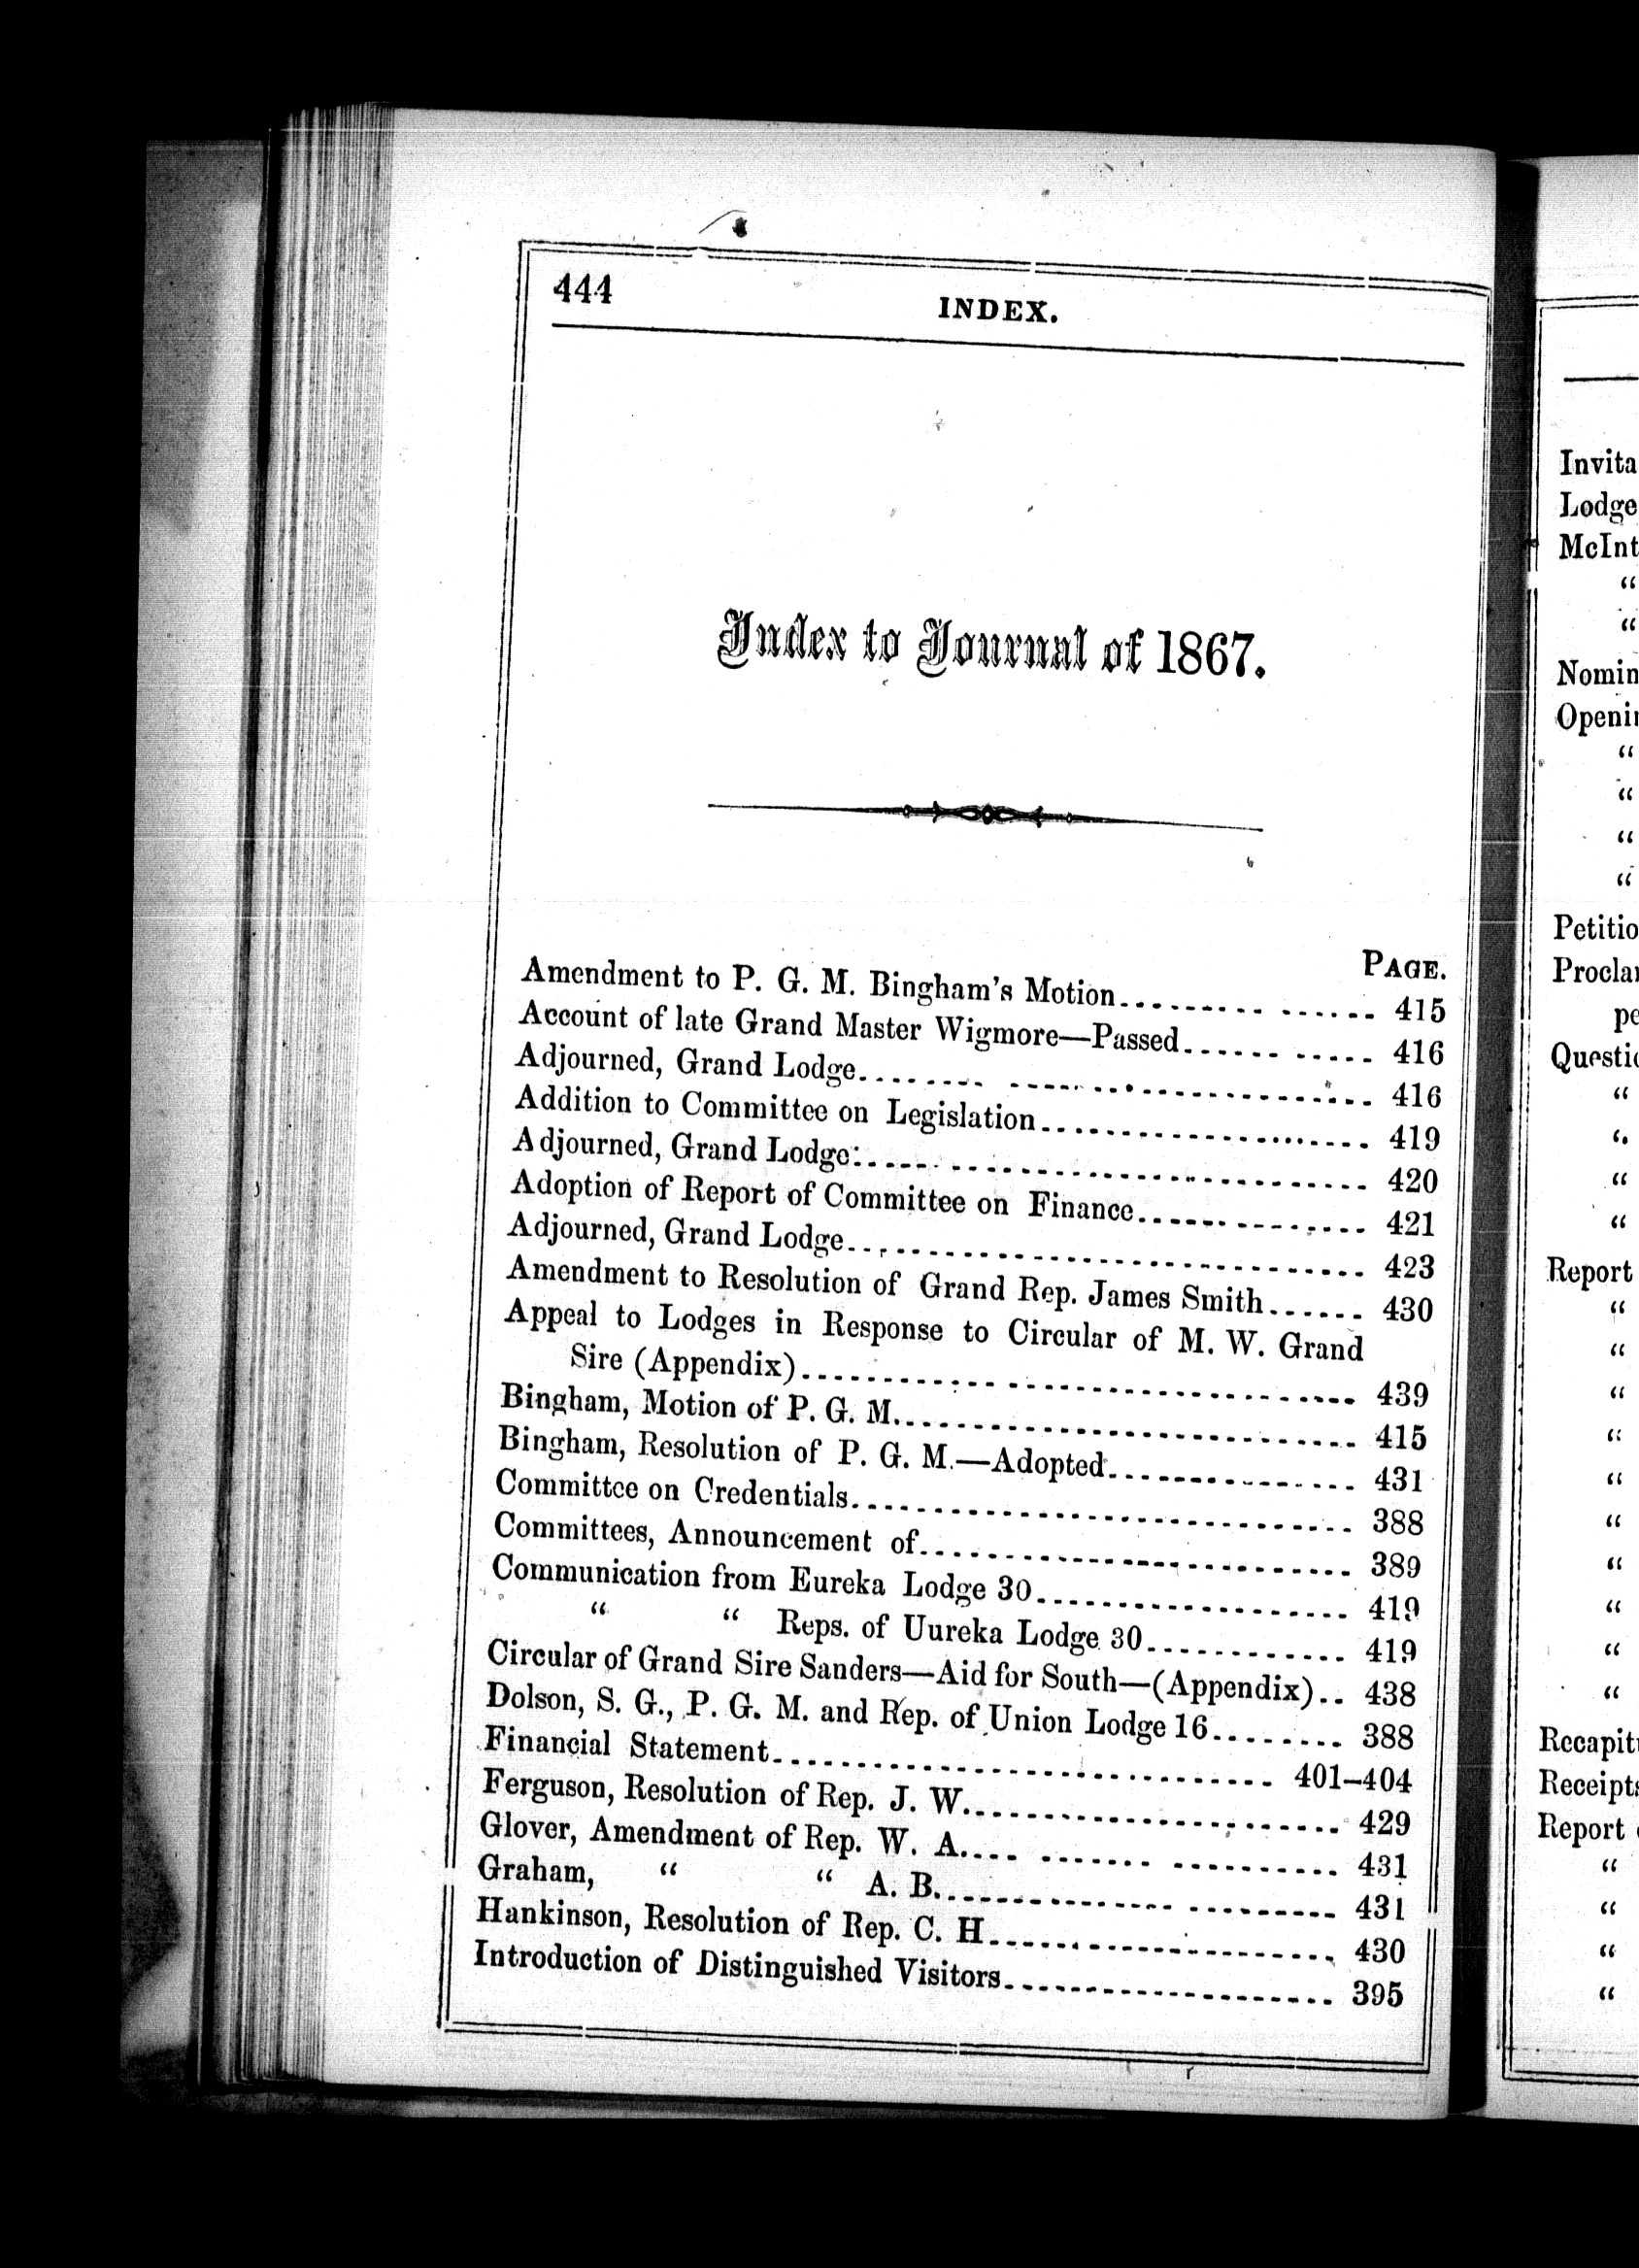 444
INDEX.
Index to Journal of 1867.
PAGE.
Amendment to P. G. M. Bingham's Motion 415
Account of late Grand Master Wigmore—Passed 416
Adjourned, Grand Lodge 416
Addition to Committee on Legislation 419
Adjourned, Grand Lodge 420
Adoption of Report of Committee on Finance 421
Adjourned, Grand Lodge 423
Amendment to Resolution of Grand Rep. James Smith 430
Appeal to Lodges in Response to Circular of M. W. Grand
Sire (Appendix) 439
Bingham, Motion of P. G. M. 415
Bingham, Resolution of P. G. M.—Adopted 431
Committee on Credentials 388
Committees, Announcement of 389
Communication from Eureka Lodge 30 419
“ “ Reps. of Uureka Lodge 30 419
Circular of Grand Sire Sanders—Aid for South—(Appendix) 438
Dolson, S. G., P. G. M. and Rep. of Union Lodge 16 388
Financial Statement 401–404
Ferguson, Resolution of Rep. J. W. 429
Glover, Amendment of Rep. W. A. 431
Graham, “ “ A. B. 431
Hankinson, Resolution of Rep. C. H 430
Introduction of Distinguished Visitors 395
Invita
Lodge
McInt
“
“
Nomin
Openi
“
“
“
“
Petitio
Proclai
pe
Questi
“
“
“
“
Report
“
“
“
“
“
“
“
“
“
“
Recapit
Receipts
Report
“
“
“
“